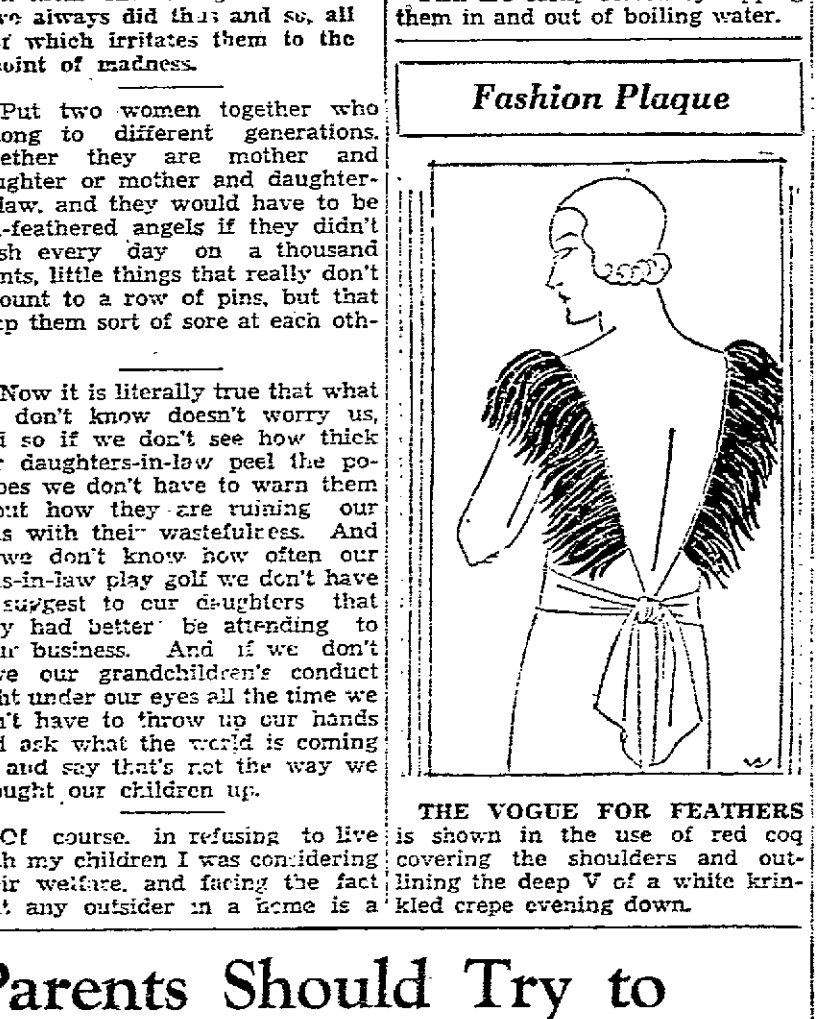 ve always did thus and so, all
f which irritates them to the
oint of madness.
Put two women together who
ong to different generations.
ether they are mother and
ughter or mother and daughter-
law, and they would have to be
-feathered angels if they didn't
sh every day on a thousand
nts, little things that really don't
ount to a row of pins, but that
ep them sort of sore at each oth-
Now it is literally true that what
don't know doesn't worry us,
d so if we don't see how thick
r daughters-in-law peel the po-
oes we don't have to warn them
out how they are ruining our
s with their wastefulness. And
we don't know how often our
s-in-law play golf we don't have
suggest to our daughters that
y had better be attending to
ur business. And if we don't
ve our grandchildren's conduct
ht under our eyes all the time we
n't have to throw up our hands
d ask what the world is coming
and say that's not the way we
ought our children up.
Of course, in refusing to live
th my children I was considering
ir welfare, and facing the fact
t any outsider in a home is a
them in and out of boiling water.
Fashion Plaque
THE VOGUE FOR FEATHERS
is shown in the use of red coq
covering the shoulders and out-
lining the deep V of a white krin-
kled crepe evening down.
Parents Should Try to